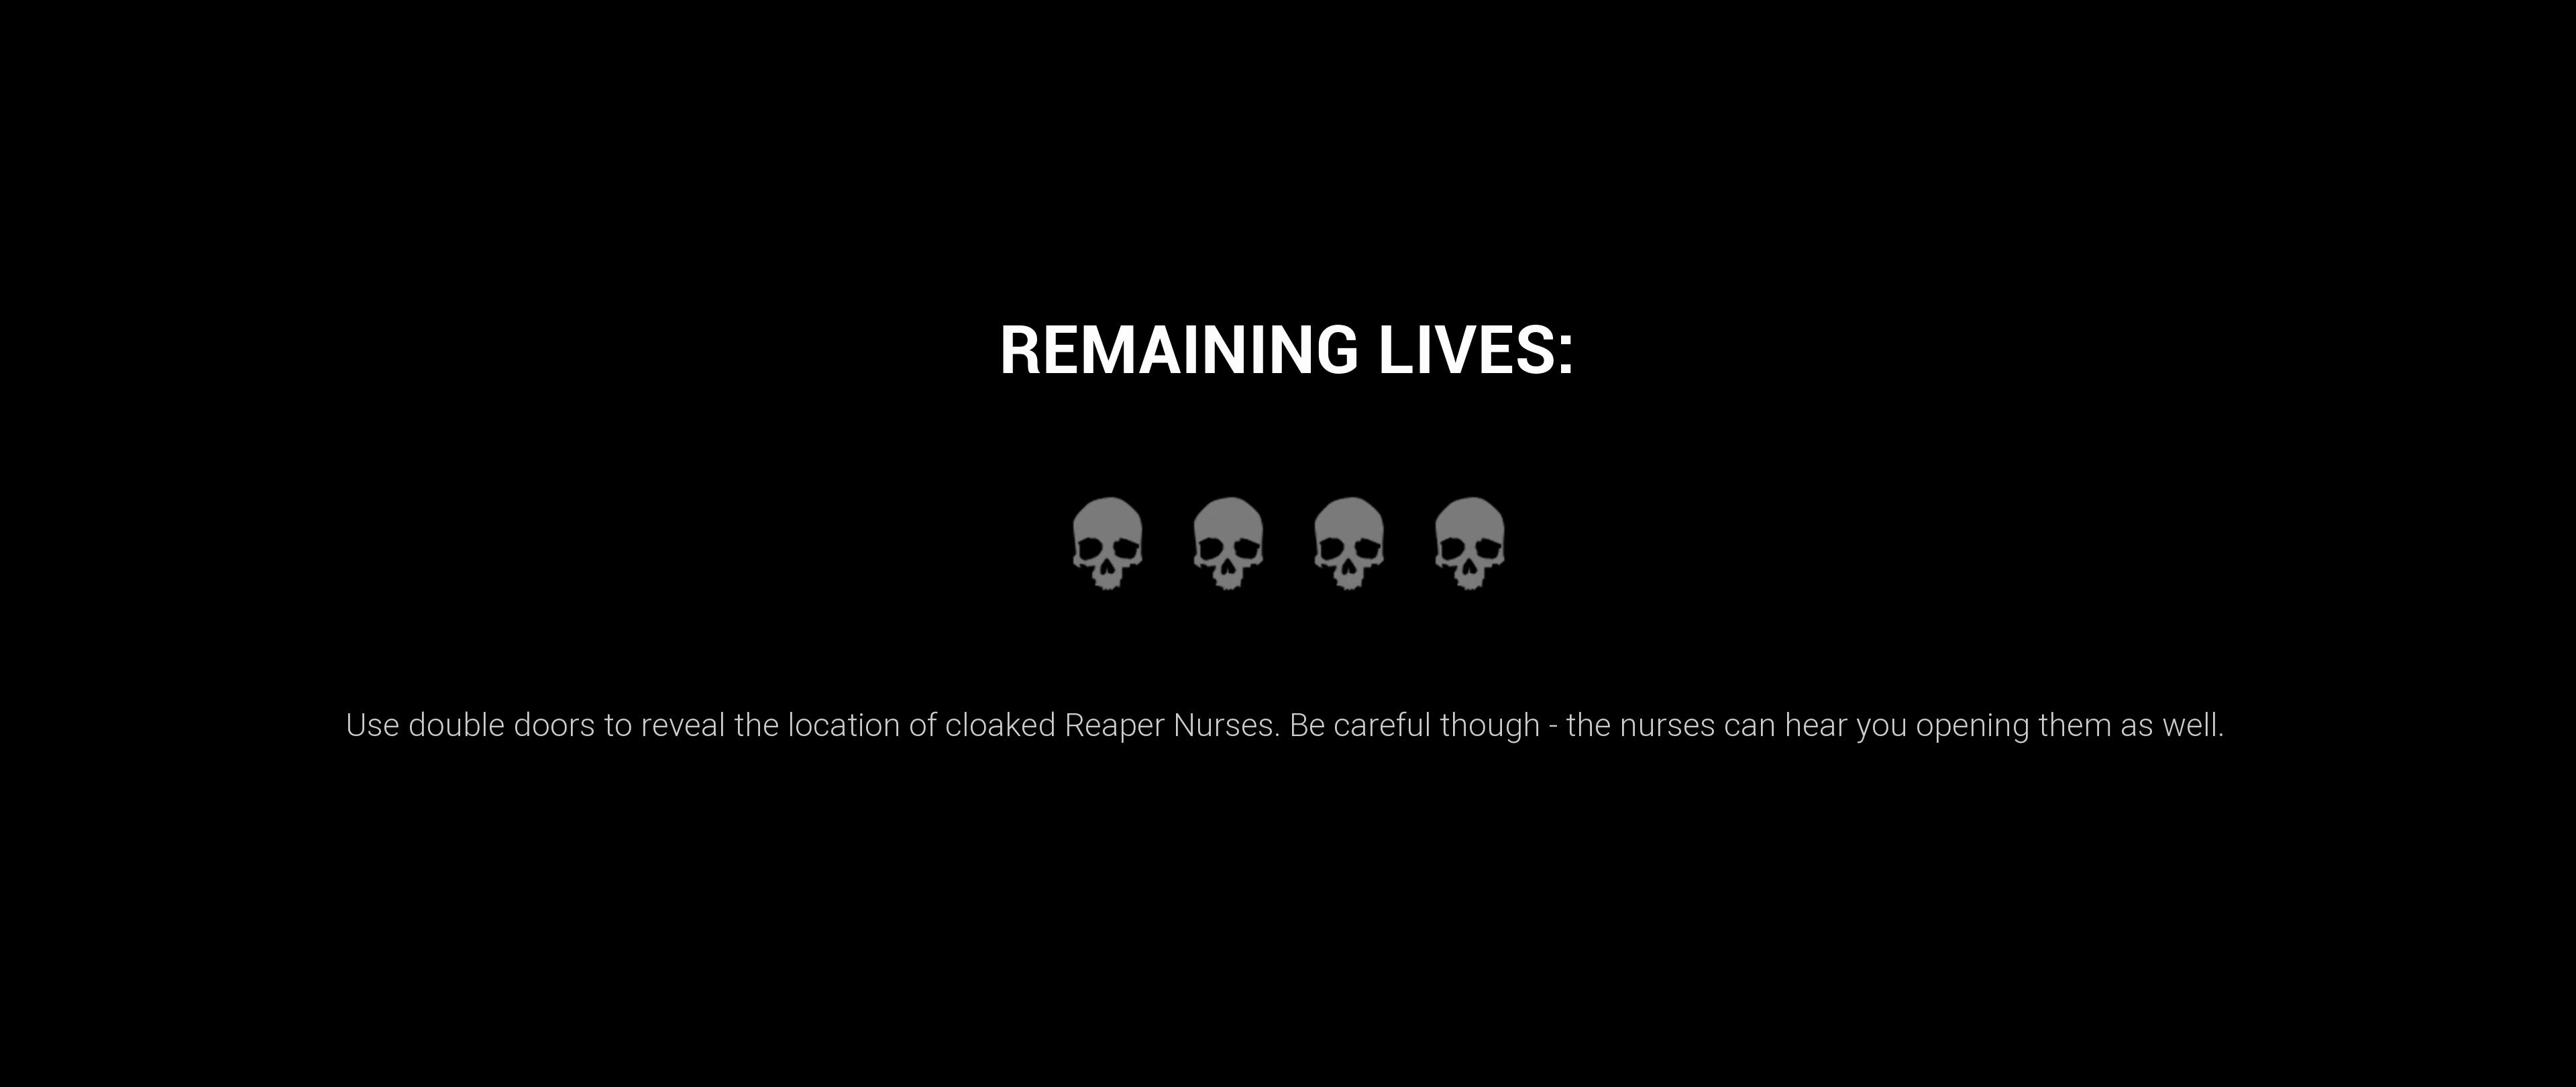 REMAINING LIVES:
Use double doors to reveal the location of cloaked Reaper Nurses. Be careful though - the nurses can hear you opening them as well.